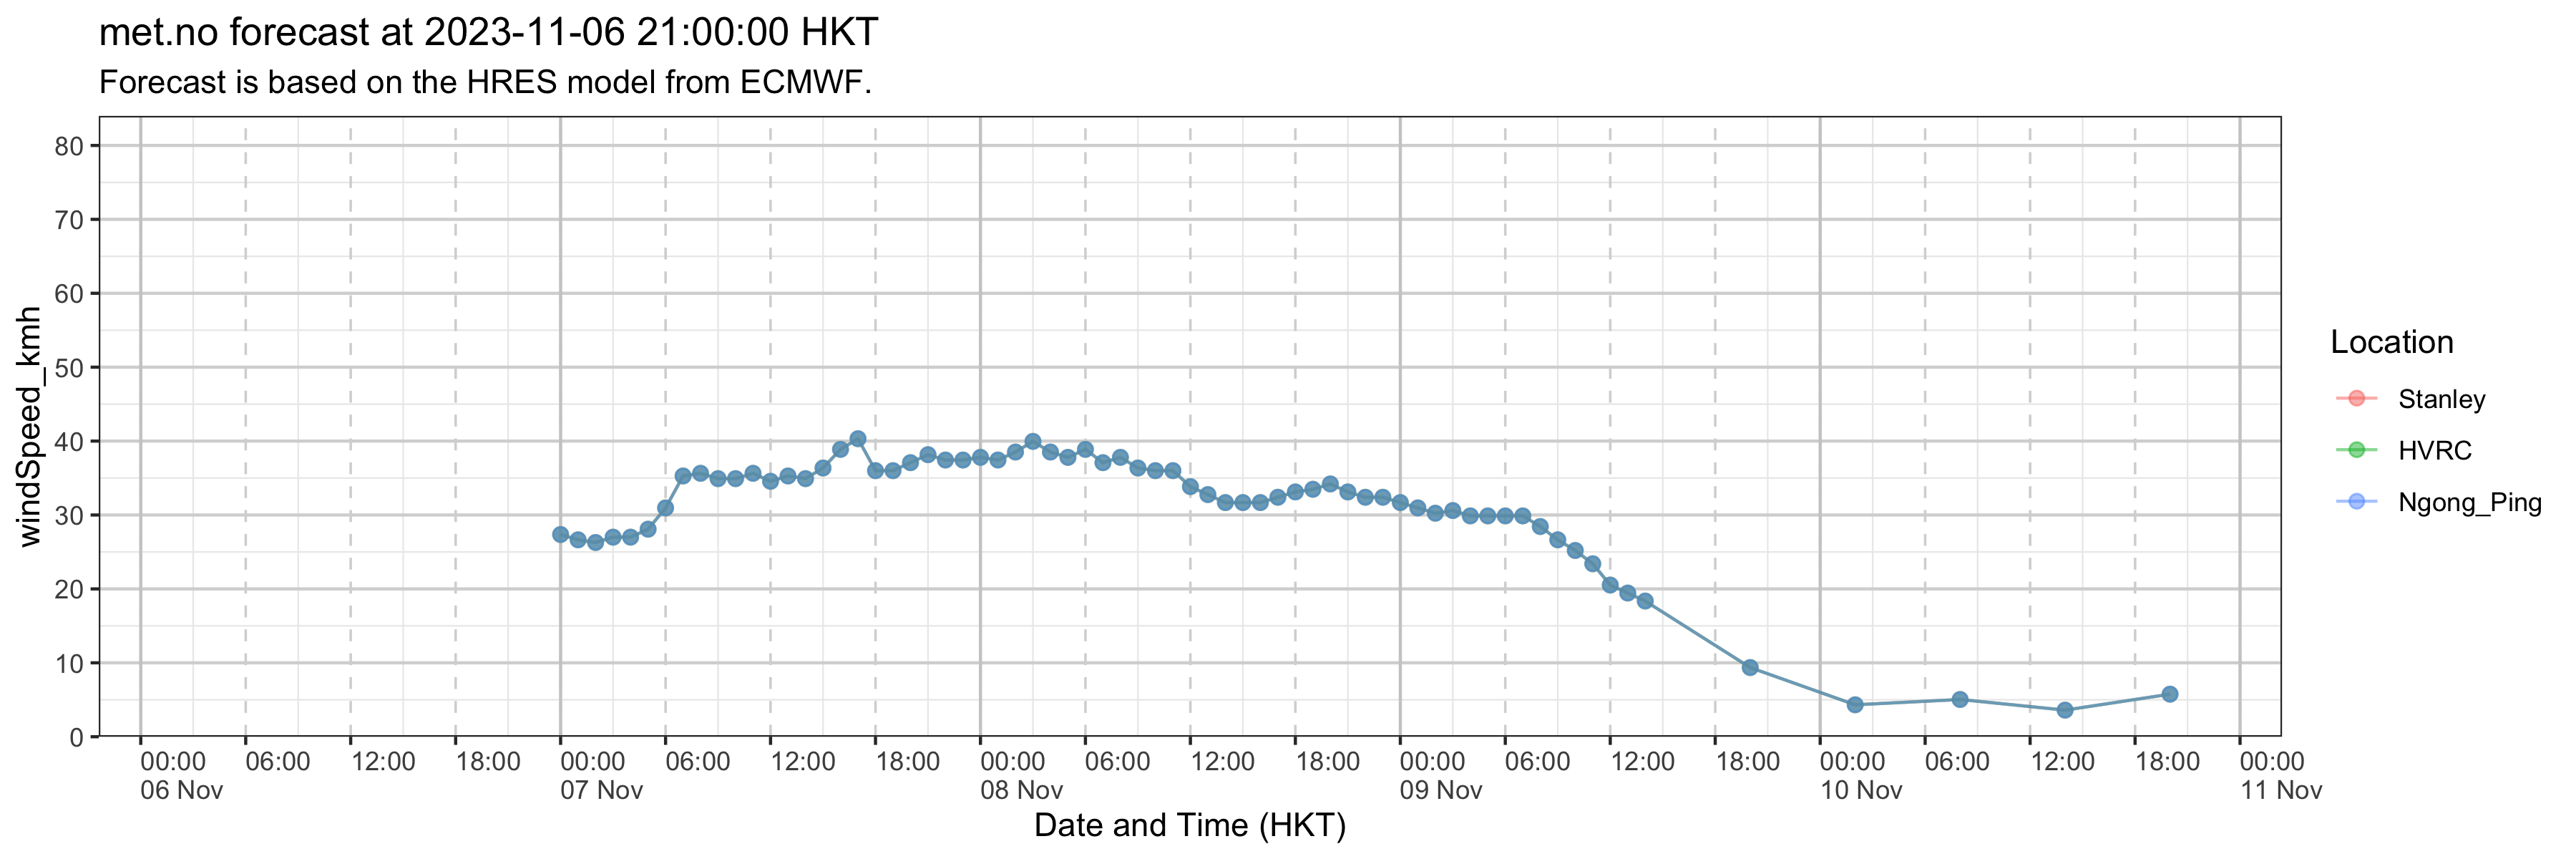 met.no forecast at 2023-11-06 21:00:00 HKT
Forecast is based on the HRES model from ECMWF.
windSpeed_kmh
80
70
60
50
40
30
20
10
0
00:00 06:00 12:00 18:00 00:00 06:00 12:00 18:00 00:00 06:00 12:00 18:00 00:00 06:00 12:00 18:00 00:00 06:00 12:00 18:00 00:00
06 Nov 07 Nov 08 Nov 09 Nov 10 Nov 11 Nov
Date and Time (HKT)
Location
Stanley
HVRC
Ngong_Ping